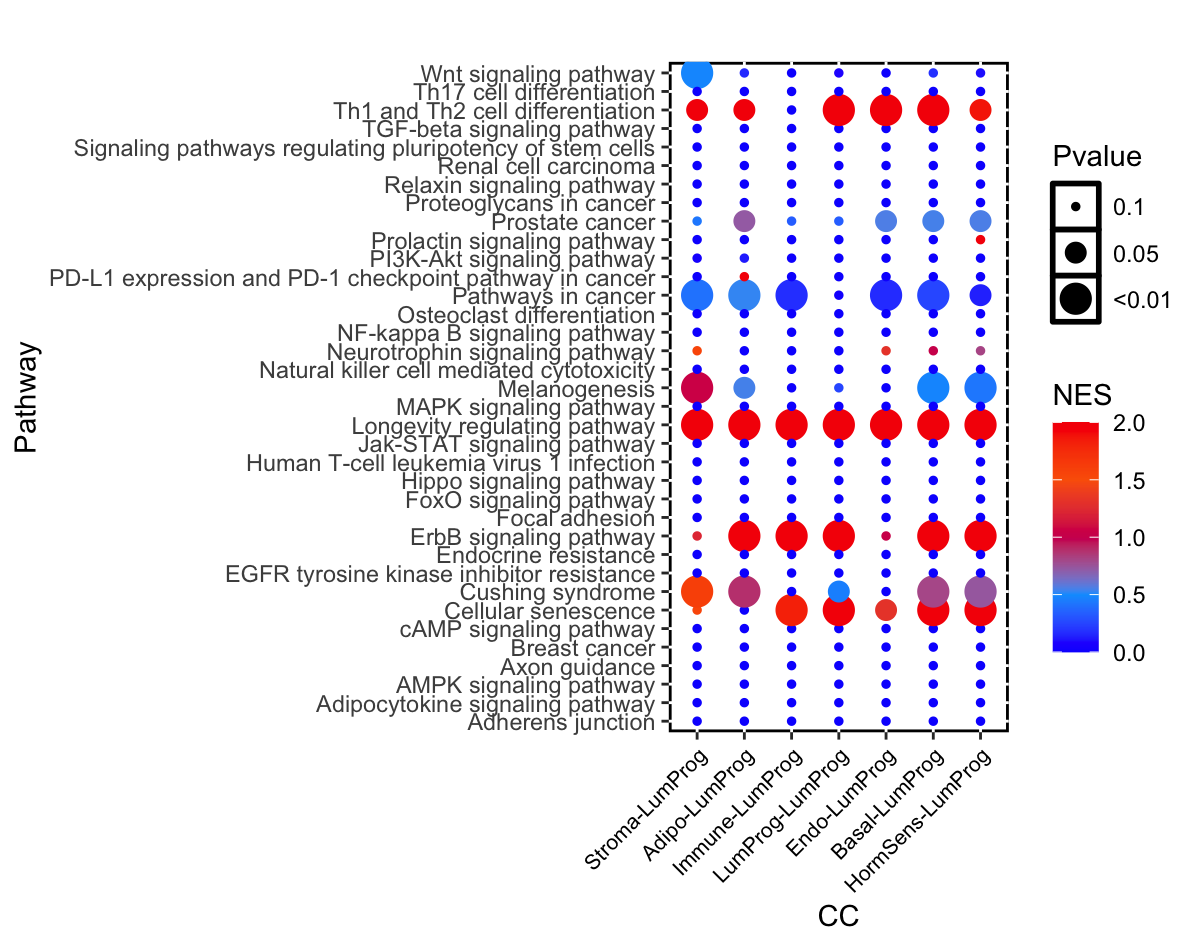 Wnt signaling pathway
Th17 cell differentiation
Th1 and Th2 cell differentiation
TGF-beta signaling pathway
Signaling pathways regulating pluripotency of stem cells
Renal cell carcinoma
Relaxin signaling pathway
Proteoglycans in cancer
Prostate cancer
Prolactin signaling pathway
PI3K-Akt signaling pathway
PD-L1 expression and PD-1 checkpoint pathway in cancer
Pathways in cancer
Osteoclast differentiation
NF-kappa B signaling pathway
Neurotrophin signaling pathway
Natural killer cell mediated cytotoxicity
Melanogenesis
MAPK signaling pathway
Longevity regulating pathway
Jak-STAT signaling pathway
Human T-cell leukemia virus 1 infection
Hippo signaling pathway
FoxO signaling pathway
Focal adhesion
ErbB signaling pathway
Endocrine resistance
EGFR tyrosine kinase inhibitor resistance
Cushing syndrome
Cellular senescence
cAMP signaling pathway
Breast cancer
Axon guidance
AMPK signaling pathway
Adipocytokine signaling pathway
Adherens junction
Pathway
Stroma-LumProg
Adipo-LumProg
Immune-LumProg
LumProg-LumProg
Endo-LumProg
Basal-LumProg
HormSens-LumProg
CC
Pvalue
0.1
0.05
<0.01
NES
2.0
1.5
1.0
0.5
0.0